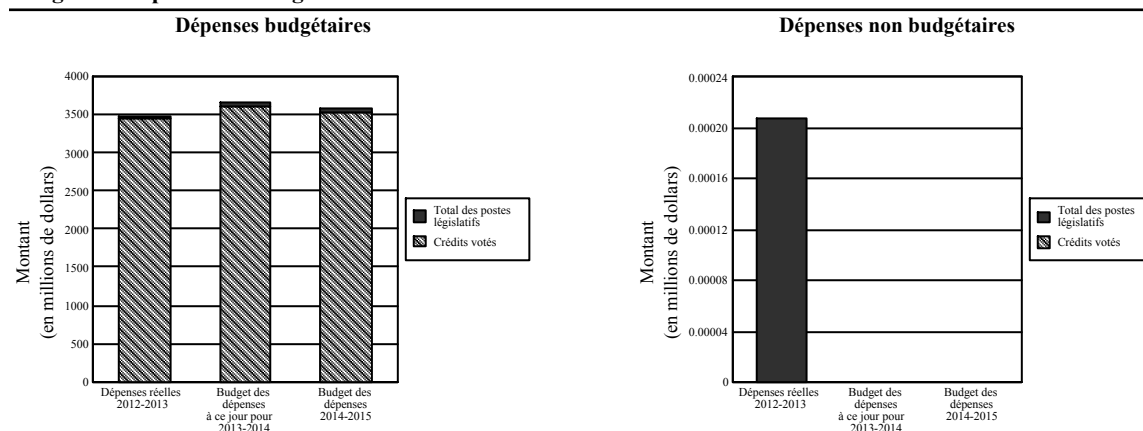 Dépenses budgétaires
Montant
(en millions de dollars)
4000
3500
3000
2500
2000
1500
1000
500
0
Dépenses réelles
2012-2013
Budget des
dépenses
à ce jour pour
2013-2014
Budget des
dépenses
2014-2015
Total des postes
législatifs
Crédits votés
Dépenses non budgétaires
Montant
(en millions de dollars)
0.00024
0.00020
0.00016
0.00012
0.00008
0.00004
0
Dépenses réelles
2012-2013
Budget des
dépenses
à ce jour pour
2013-2014
Budget des
dépenses
2014-2015
Total des postes
législatifs
Crédits votés